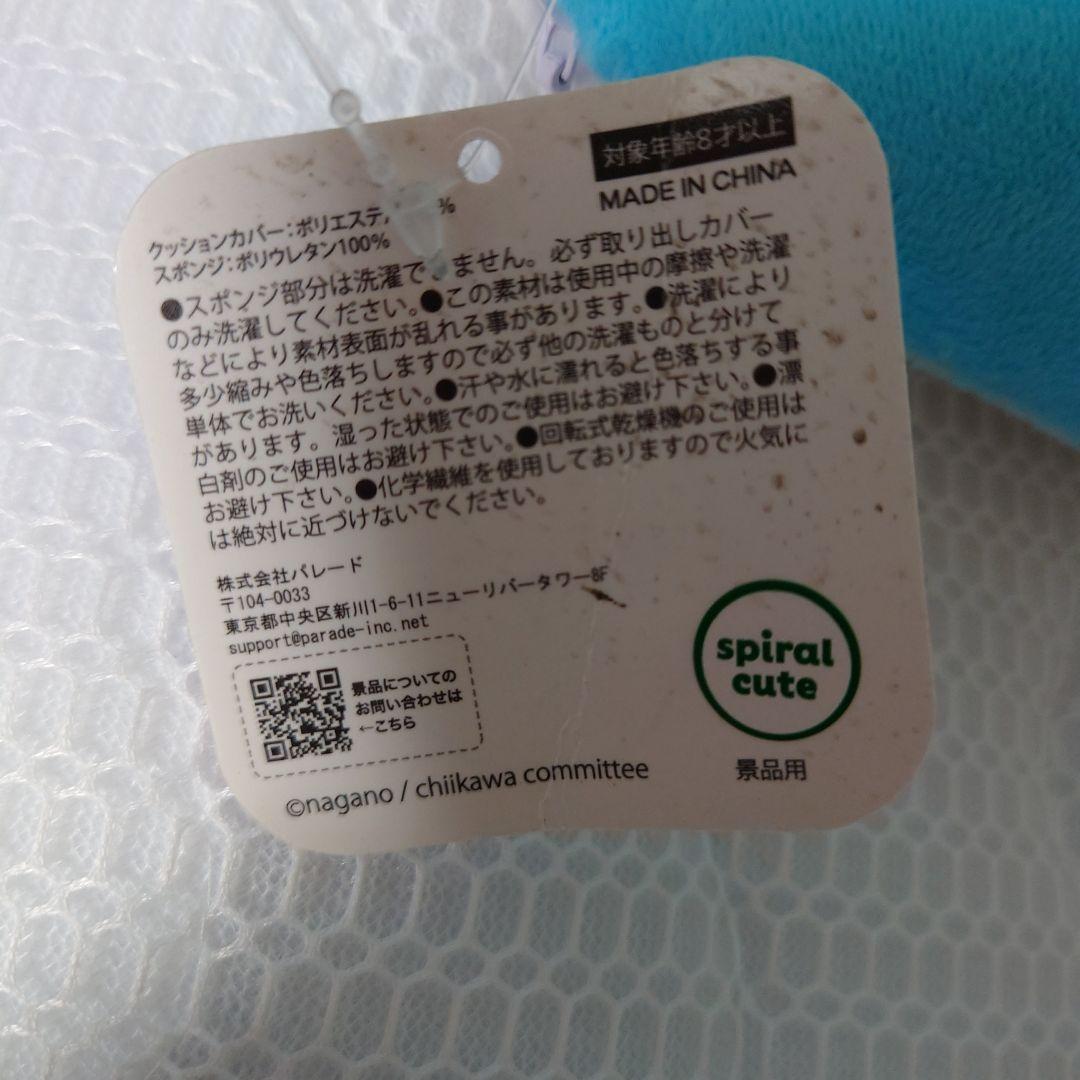 対象年齢8才以上
MADE IN CHINA
クッションカバー:ポリエステ %
スポンジ:ポリウレタン100%
●スポンジ部分は洗濯で ません。必ず取り出しカバー
のみ洗濯してください。●この素材は使用中の摩擦や洗濯
などにより素材表面が乱れる事があります。●洗濯により
多少縮みや色落ちしますので必ず他の洗濯ものと分けて
単体でお洗いください。●汗や水に濡れると色落ちする事
があります。湿った状態でのご使用はお避け下さい。●漂
白剤のご使用はお避け下さい。●回転式乾燥機のご使用は
お避け下さい。●化学繊維を使用しておりますので火気に
は絶対に近づけないでください。
株式会社パレード
〒104-0033
東京都中央区新川1-6-11ニューリバータワー8F
support@parade-inc.net
景品についての
お問い合わせは
←こちら
spiral
cute
景品用
©nagano / chiikawa committee